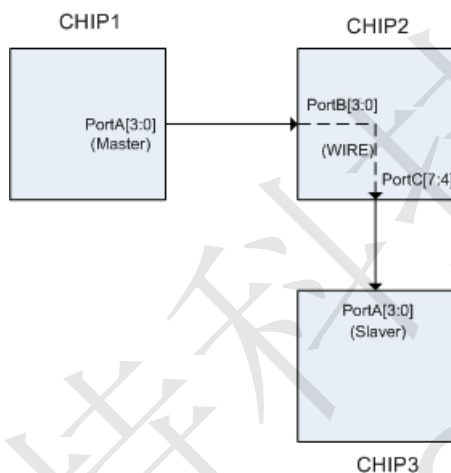 CHIP1
CHIP2
PortA[3:0]
(Master)
PortB[3:0]
(WIRE)
PortC[7:4]
PortA[3:0]
(Slaver)
CHIP3